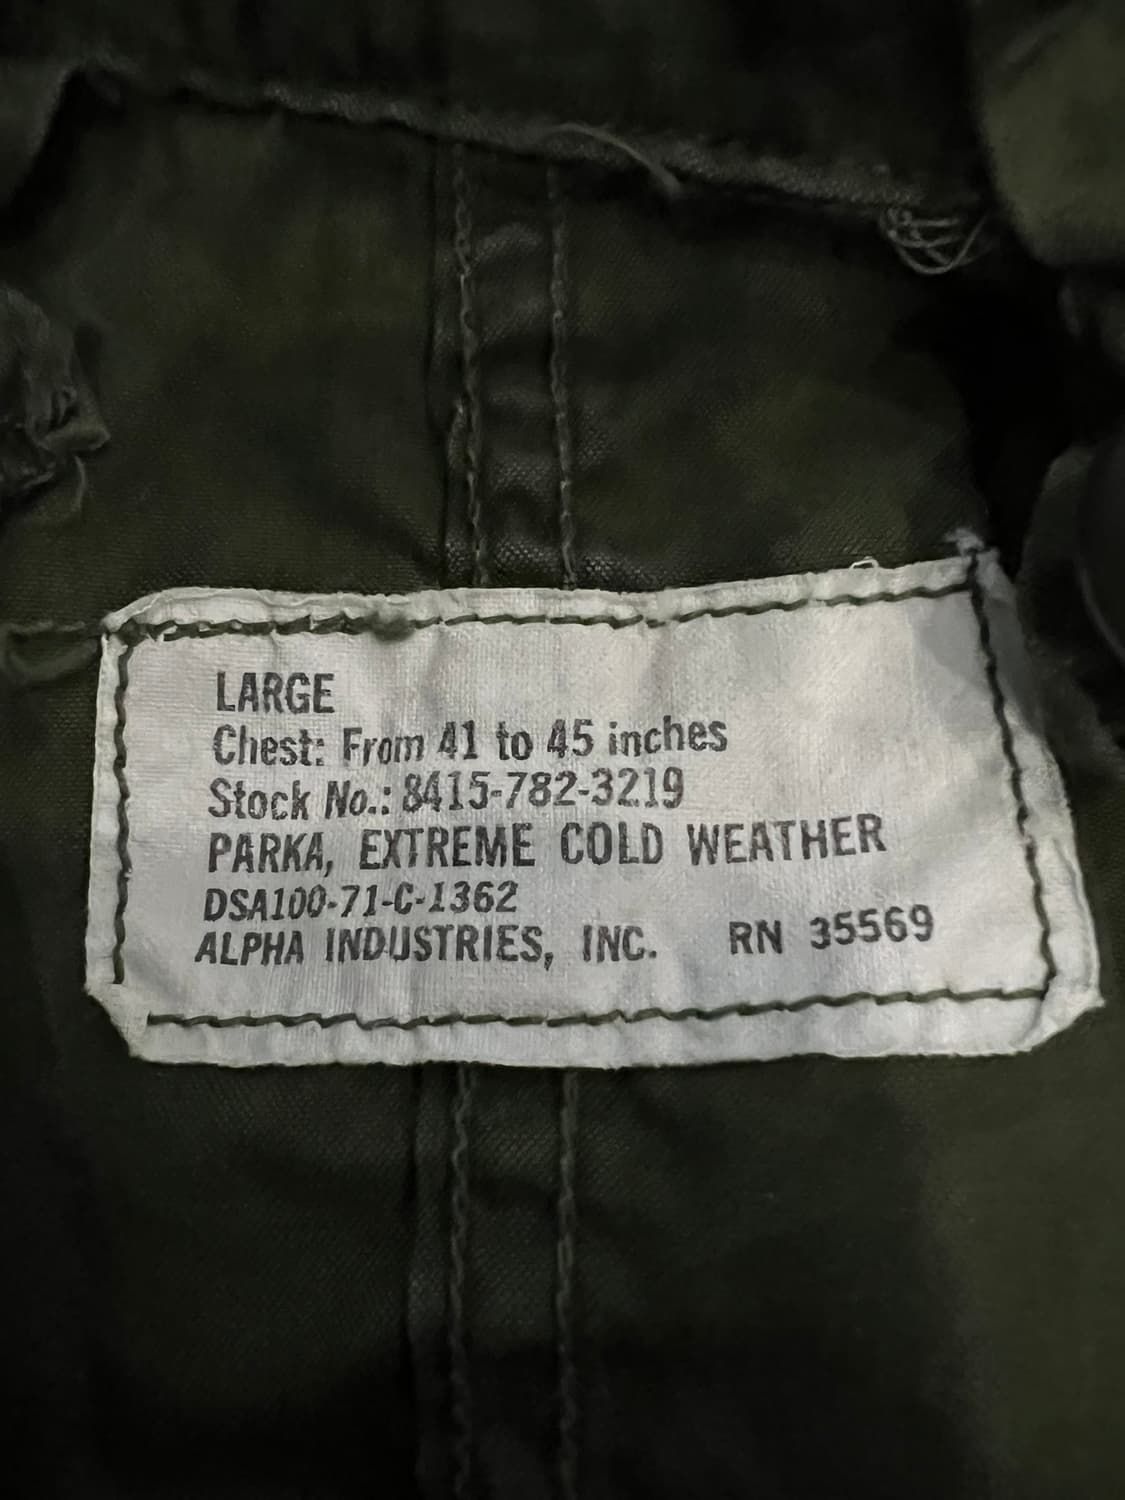 LARGE
Chest: From 41 to 45 inches
Stock No.: 8415-782-3219
PARKA, EXTREME COLD WEATHER
DSA100-71-C-1362
ALPHA INDUSTRIES, INC. RN 35569